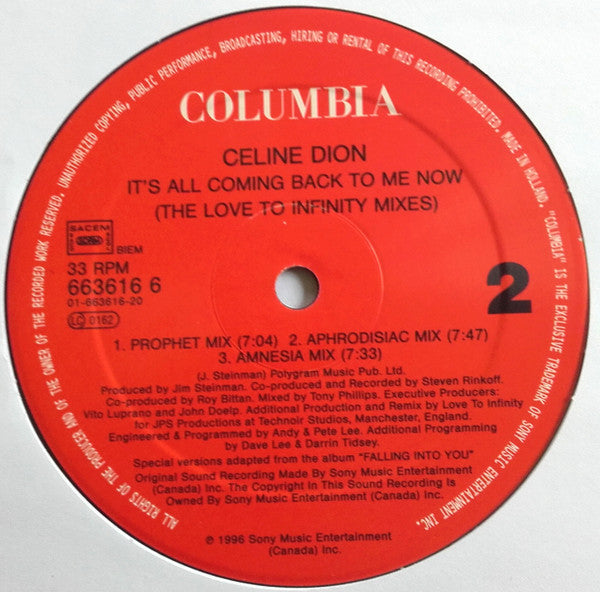 ALL RIGHTS OF THE PRODUCER AND OF THE OWNER OF THE RECORDED WORK RESERVED. UNAUTHORIZED COPYING, PUBLIC PERFORMANCE, BROADCASTING, HIRING OR RENTAL OF THIS RECORDING PROHIBITED. MADE IN HOLLAND. "COLUMBIA" IS THE EXCLUSIVE TRADEMARK OF SONY MUSIC ENTERTAINMENT INC.
COLUMBIA
CELINE DION
IT'S ALL COMING BACK TO ME NOW
(THE LOVE TO INFINITY MIXES)
SACEM
BIEM
33 RPM
663616 6
01-663616-20
LC 0162
2
1. PROPHET MIX (7:04) 2. APHRODISIAC MIX (7:47)
3. AMNESIA MIX (7:33)
(J. Steinman) Polygram Music Pub. Ltd.
Produced by Jim Steinman. Co-produced and Recorded by Steven Rinkoff.
Co-produced by Roy Bittan. Mixed by Tony Phillips. Executive Producers:
Vito Luprano and John Doelp. Additional Production and Remix by Love To Infinity
for JPS Productions at Technoir Studios, Manchester, England.
Engineered & Programmed by Andy & Pete Lee. Additional Programming
by Dave Lee & Darrin Tidsey.
Special versions adapted from the album "FALLING INTO YOU"
Original Sound Recording Made By Sony Music Entertainment
(Canada) Inc. The Copyright In This Sound Recording Is
Owned By Sony Music Entertainment (Canada) Inc.
℗ 1996 Sony Music Entertainment
(Canada) Inc.